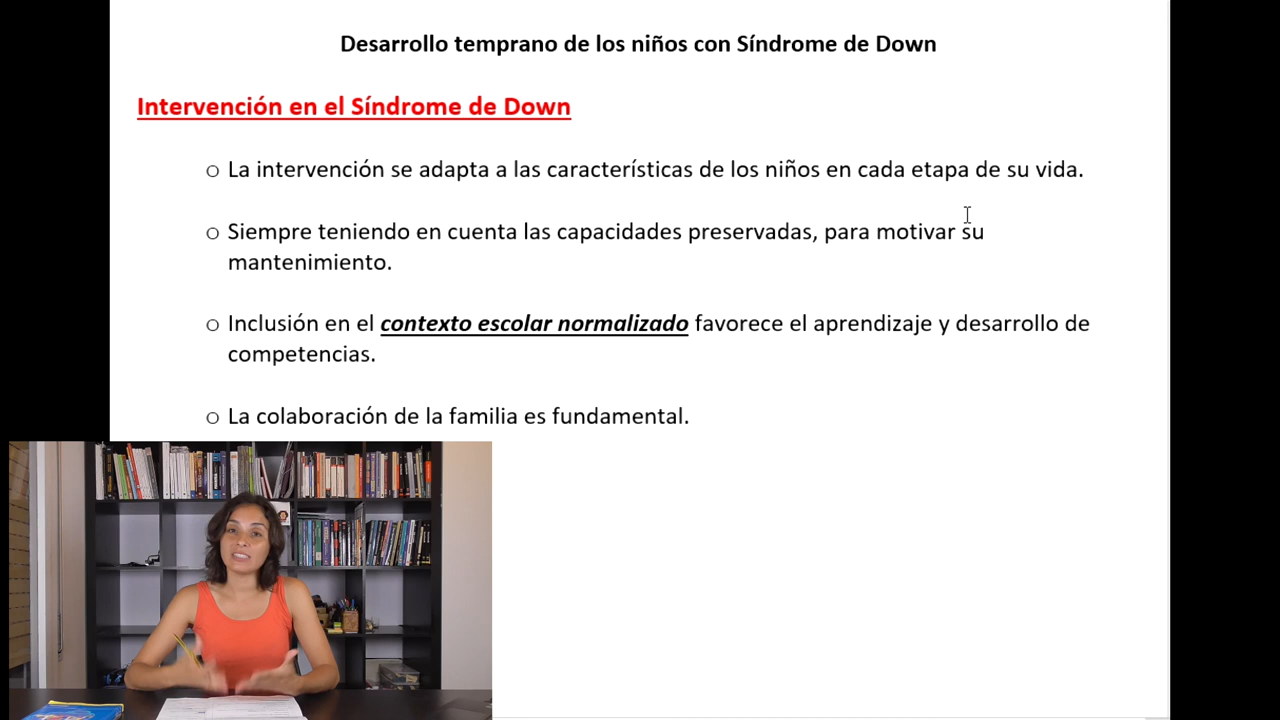 Desarrollo temprano de los niños con Síndrome de Down
Intervención en el Síndrome de Down
o La intervención se adapta a las características de los niños en cada etapa de su vida.
o Siempre teniendo en cuenta las capacidades preservadas, para motivar su
mantenimiento.
o Inclusión en el contexto escolar normalizado favorece el aprendizaje y desarrollo de
competencias.
o La colaboración de la familia es fundamental.